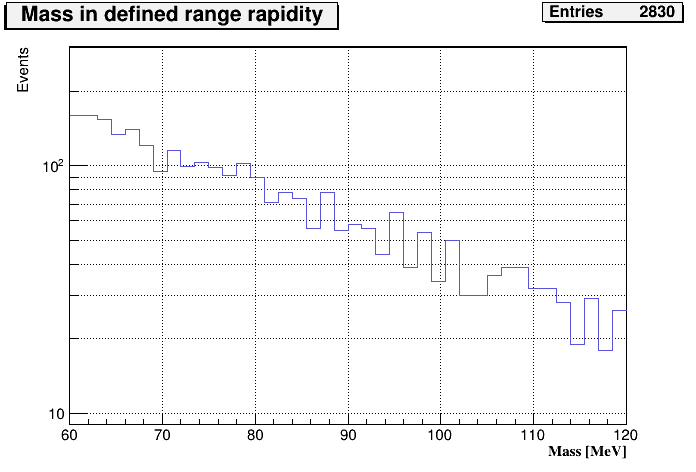 Mass in defined range rapidity
Entries 2830
Events
10²
10
60 70 80 90 100 110 120
Mass [MeV]